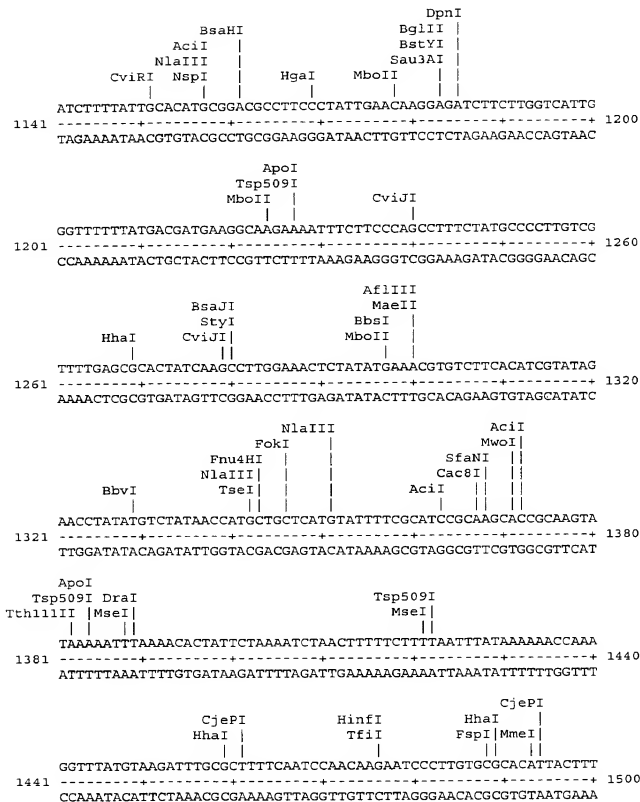 DpnI
BsaHI BglII
AciI BstYI
NlaIII Sau3AI
CviRI NspI HgaI MboII
ATCTTTTATTGCACATGCGGACGCCTTCCCTATTGAACAAGGAGATCTTCTTGGTCATTG
1141 ---------+---------+---------+---------+---------+---------+ 1200
TAGAAAATAACGTGTACGCCTGCGGAAGGGATAACTTGTTCCTCTAGAAGAACCAGTAAC
ApoI
Tsp509I
MboII CviJI
GGTTTTTTATGACGATGAAGGCAAGAAAATTTCTTCCCAGCCTTTCTATGCCCCTTGTCG
1201 ---------+---------+---------+---------+---------+---------+ 1260
CCAAAAAATACTGCTACTTCCGTTCTTTTAAAGAAGGGTCGGAAAGATACGGGGAACAGC
AflIII
BsaJI MaeII
StyI BbsI
HhaI CviJI MboII
TTTTGAGCGCACTATCAAGCCTTGGAAACTCTATATGAAACGTGTCTTCACATCGTATAG
1261 ---------+---------+---------+---------+---------+---------+ 1320
AAAACTCGCGTGATAGTTCGGAACCTTTGAGATATACTTTGCACAGAAGTGTAGCATATC
NlaIII AciI
FokI MwoI
Fnu4HI SfaNI
NlaIII Cac8I
BbvI TseI AciI
AACCTATATGTCTATAACCATGCTGCTCATGTATTTTCGCATCCGCAAGCACCGCAAGTA
1321 ---------+---------+---------+---------+---------+---------+ 1380
TTGGATATACAGATATTGGTACGACGAGTACATAAAAGCGTAGGCGTTCGTGGCGTTCAT
ApoI
Tsp509I DraI Tsp509I
Tth111II MseI MseI
TAAAAATTTAAAACACTATTCTAAAATCTAACTTTTTCTTTTAATTTATAAAAAACCAAA
1381 ---------+---------+---------+---------+---------+---------+ 1440
ATTTTTAAATTTTGTGATAAGATTTTAGATTGAAAAAGAAAATTAAATATTTTTTGGTTT
CjePI
CjePI HinfI HhaI
HhaI TfiI FspI MmeI
GGTTTATGTAAGATTTGCGCTTTTCAATCCAACAAGAATCCCTTGTGCGCACATTACTTT
1441 ---------+---------+---------+---------+---------+---------+ 1500
CCAAATACATTCTAAACGCGAAAAGTTAGGTTGTTCTTAGGGAACACGCGTGTAATGAAA